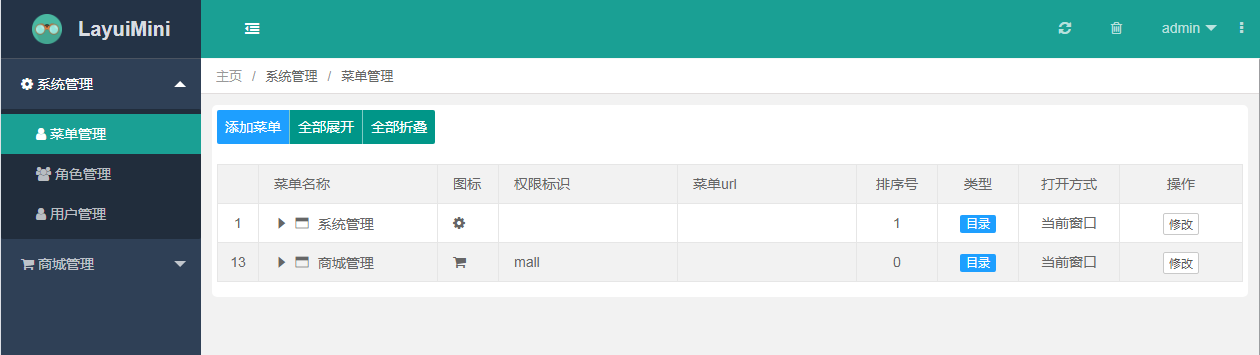 LayuiMini
admin
系统管理
菜单管理
角色管理
用户管理
商城管理
主页 / 系统管理 / 菜单管理
添加菜单 全部展开 全部折叠
菜单名称 图标 权限标识 菜单url 排序号 类型 打开方式 操作
1 系统管理 1 目录 当前窗口 修改
13 商城管理 mall 0 目录 当前窗口 修改